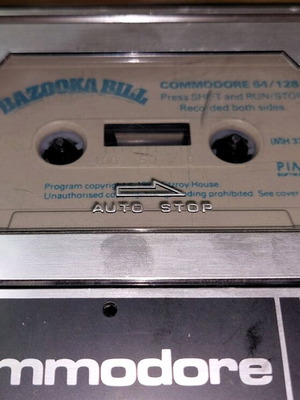 BAZOOKA BILL
COMMODORE 64/128
Press SHIFT and RUN/STOP
Recorded both sides.
Program copyright
House.
Unauthorised
prohibited. See cover
AUTO STOP
mmodore